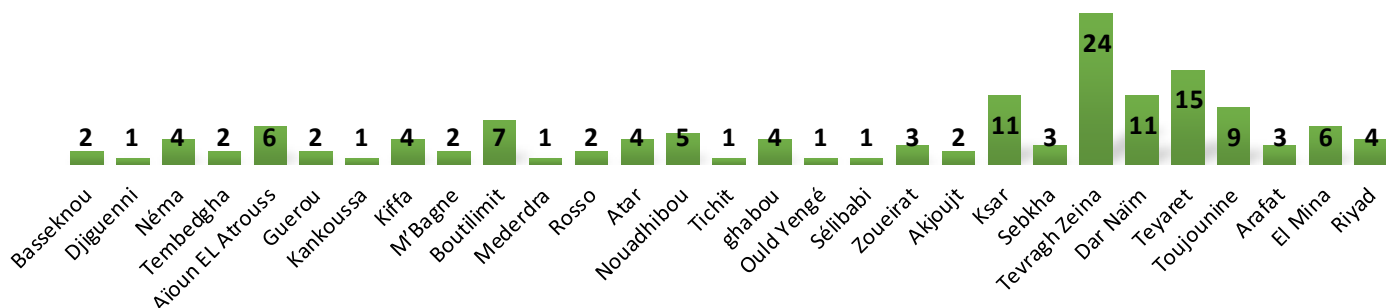 2 1 4 2 6 2 1 4 2 7 1 2 4 5 1 4 1 1 3 2 11 3 24 11 15 9 3 6 4
Basseknou
Djiguenni
Néma
Tembedgha
Aïoun EL Atrouss
Guerou
Kankoussa
Kiffa
M'Bagne
Boutilimit
Mederdra
Rosso
Atar
Nouadhibou
Tichit
ghabou
Ould Yengé
Sélibabi
Zoueirat
Akjoujt
Ksar
Sebkha
Tevragh Zeina
Dar Naim
Teyaret
Toujounine
Arafat
El Mina
Riyad